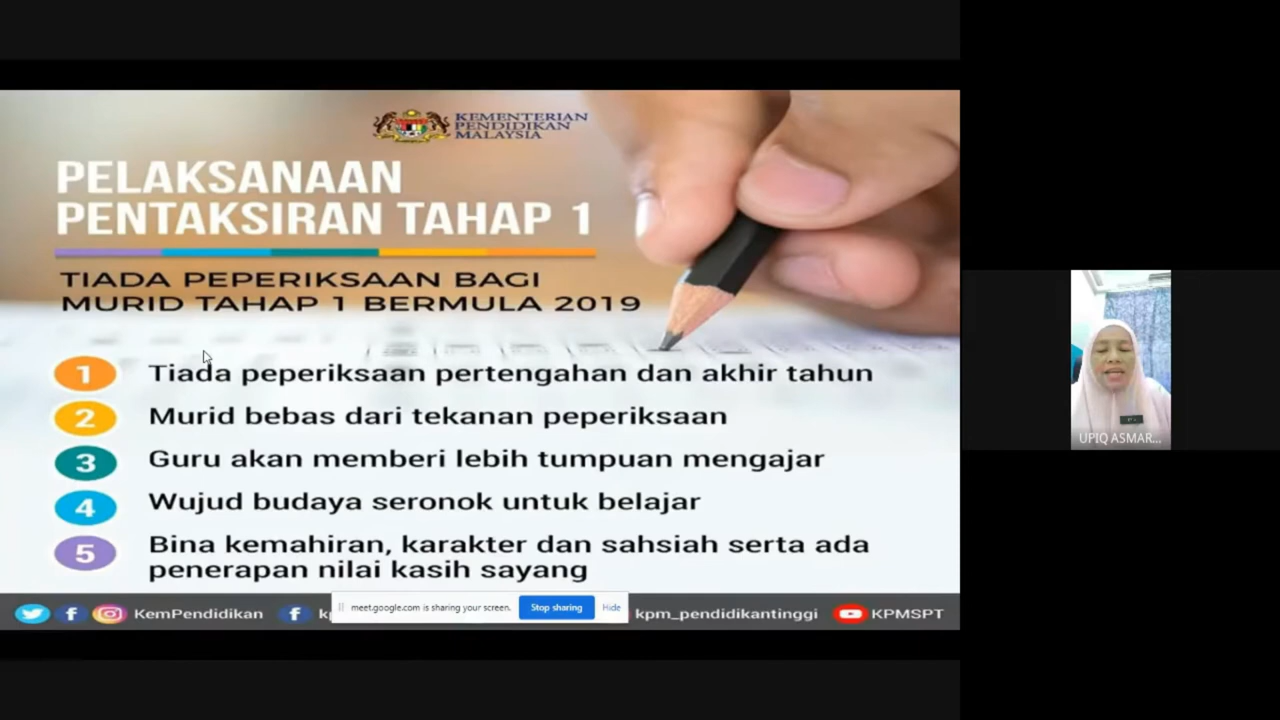 KEMENTERIAN
PENDIDIKAN
MALAYSIA
PELAKSANAAN
PENTAKSIRAN TAHAP 1
TIADA PEPERIKSAAN BAGI
MURID TAHAP 1 BERMULA 2019
1 Tiada peperiksaan pertengahan dan akhir tahun
2 Murid bebas dari tekanan peperiksaan
3 Guru akan memberi lebih tumpuan mengajar
4 Wujud budaya seronok untuk belajar
5 Bina kemahiran, karakter dan sahsiah serta ada
penerapan nilai kasih sayang
KemPendidikan kpm_pendidikantinggi KPMSPT
meet.google.com is sharing your screen. Stop sharing Hide
UPIQ ASMAR...